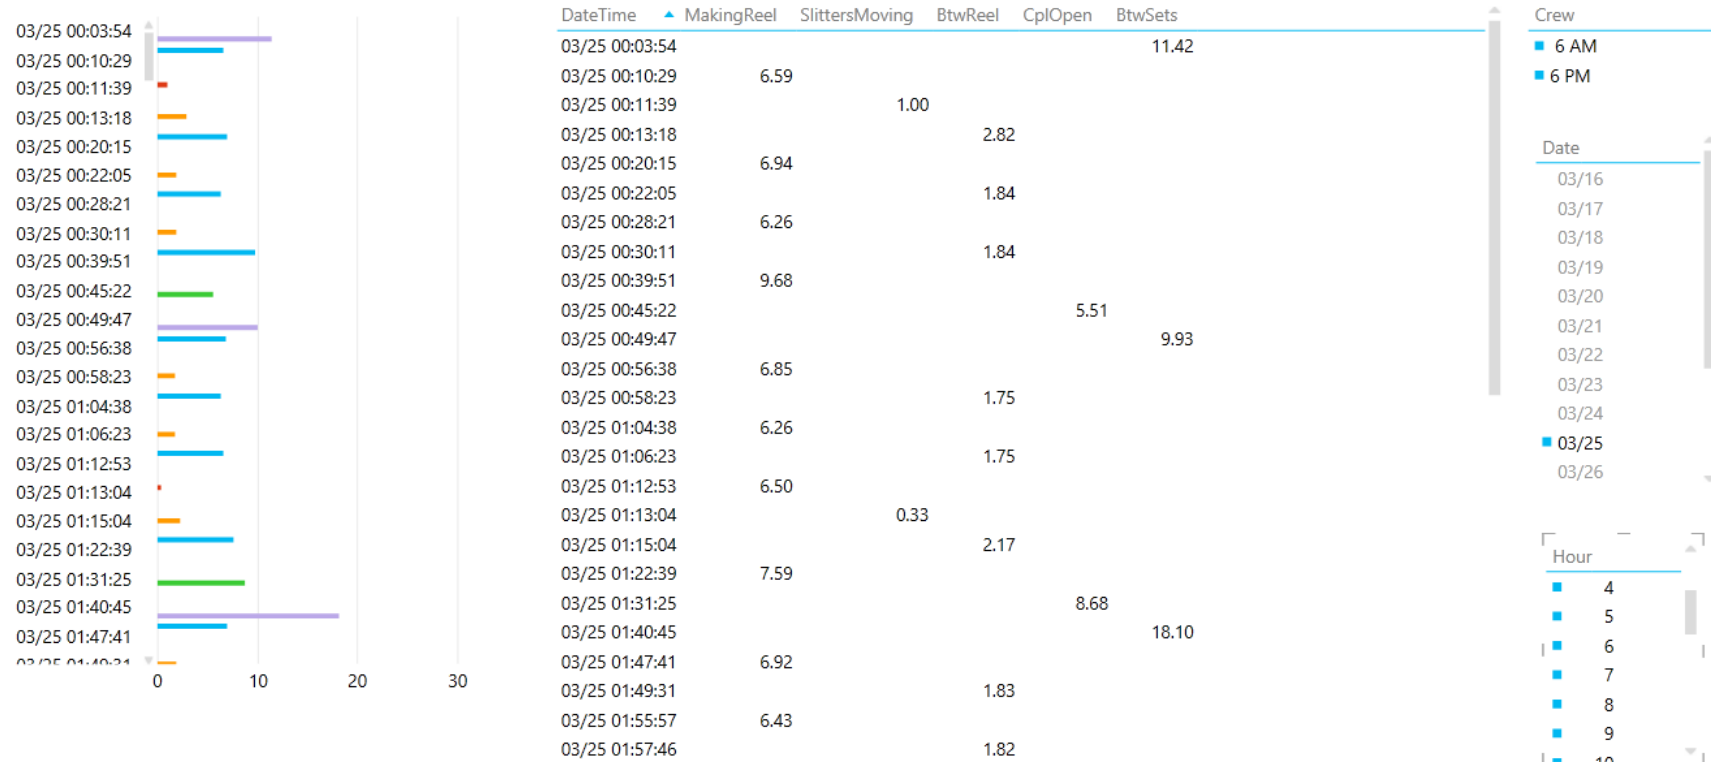 03/25 00:03:54
03/25 00:10:29
03/25 00:11:39
03/25 00:13:18
03/25 00:20:15
03/25 00:22:05
03/25 00:28:21
03/25 00:30:11
03/25 00:39:51
03/25 00:45:22
03/25 00:49:47
03/25 00:56:38
03/25 00:58:23
03/25 01:04:38
03/25 01:06:23
03/25 01:12:53
03/25 01:13:04
03/25 01:15:04
03/25 01:22:39
03/25 01:31:25
03/25 01:40:45
03/25 01:47:41
03/25 01:49:31
0 10 20 30
DateTime MakingReel SlittersMoving BtwReel CplOpen BtwSets
03/25 00:03:54 11.42
03/25 00:10:29 6.59
03/25 00:11:39 1.00
03/25 00:13:18 2.82
03/25 00:20:15 6.94
03/25 00:22:05 1.84
03/25 00:28:21 6.26
03/25 00:30:11 1.84
03/25 00:39:51 9.68
03/25 00:45:22 5.51
03/25 00:49:47 9.93
03/25 00:56:38 6.85
03/25 00:58:23 1.75
03/25 01:04:38 6.26
03/25 01:06:23 1.75
03/25 01:12:53 6.50
03/25 01:13:04 0.33
03/25 01:15:04 2.17
03/25 01:22:39 7.59
03/25 01:31:25 8.68
03/25 01:40:45 18.10
03/25 01:47:41 6.92
03/25 01:49:31 1.83
03/25 01:55:57 6.43
03/25 01:57:46 1.82
Crew
6 AM
6 PM
Date
03/16
03/17
03/18
03/19
03/20
03/21
03/22
03/23
03/24
03/25
03/26
Hour
4
5
6
7
8
9
10